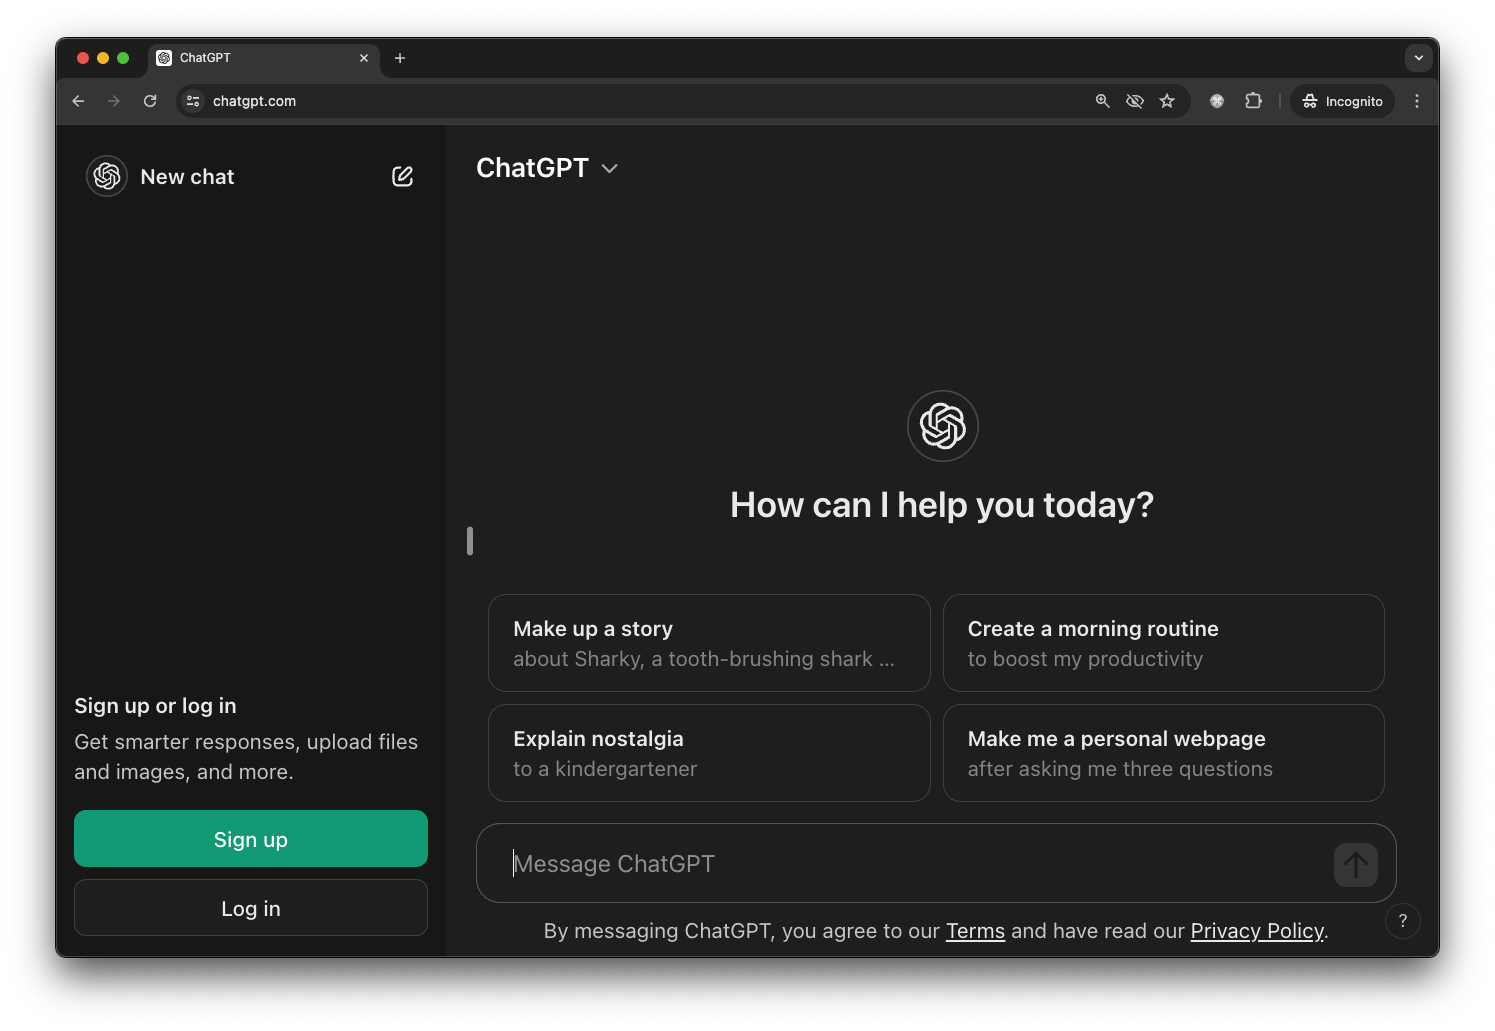 ChatGPT
chatgpt.com
Incognito
New chat
ChatGPT
How can I help you today?
Make up a story
about Sharky, a tooth-brushing shark ...
Create a morning routine
to boost my productivity
Explain nostalgia
to a kindergartener
Make me a personal webpage
after asking me three questions
Sign up or log in
Get smarter responses, upload files
and images, and more.
Sign up
Log in
Message ChatGPT
By messaging ChatGPT, you agree to our Terms and have read our Privacy Policy.
?